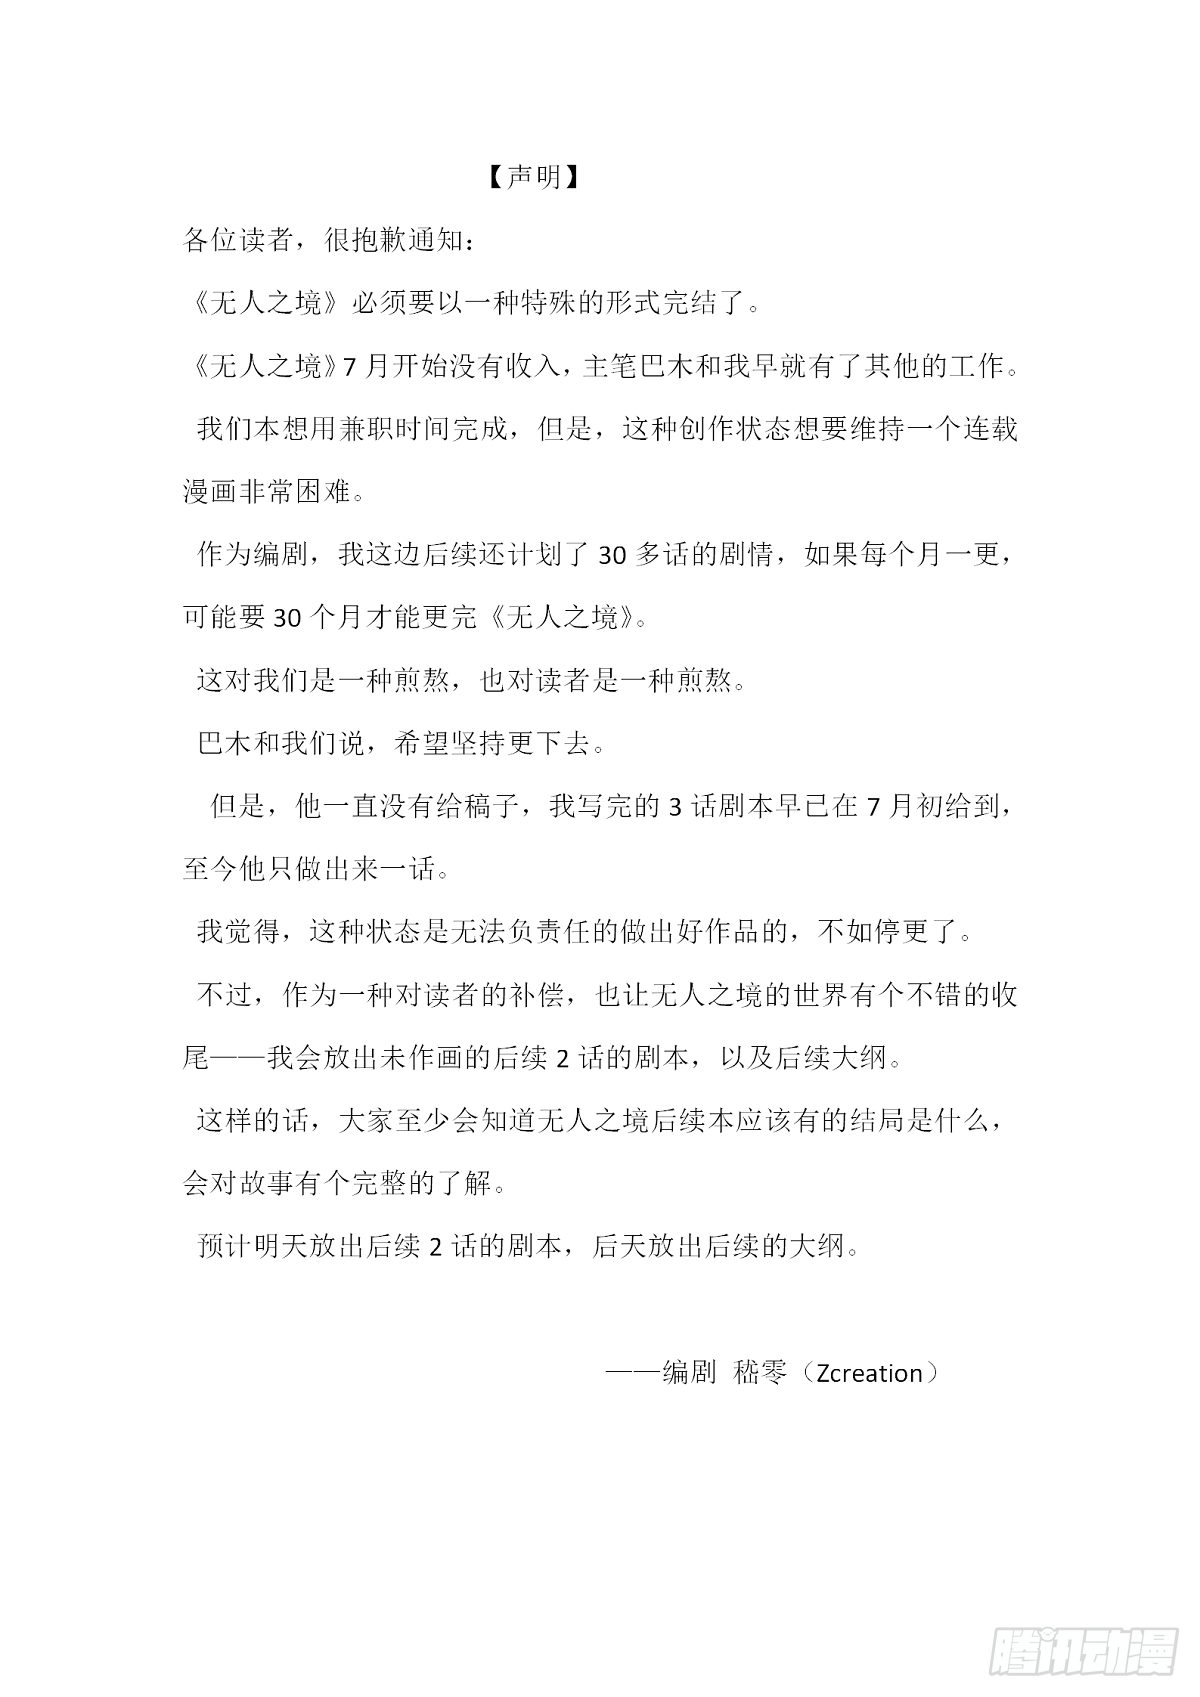 【声明】
各位读者，很抱歉通知：
《无人之境》必须要以一种特殊的形式完结了。
《无人之境》7月开始没有收入，主笔巴木和我早就有了其他的工作。
我们本想用兼职时间完成，但是，这种创作状态想要维持一个连载
漫画非常困难。
作为编剧，我这边后续还计划了30多话的剧情，如果每个月一更，
可能要30个月才能更完《无人之境》。
这对我们是一种煎熬，也对读者是一种煎熬。
巴木和我们说，希望坚持更下去。
但是，他一直没有给稿子，我写完的3话剧本早已在7月初给到，
至今他只做出来一话。
我觉得，这种状态是无法负责任的做出好作品的，不如停更了。
不过，作为一种对读者的补偿，也让无人之境的世界有个不错的收
尾——我会放出未作画的后续2话的剧本，以及后续大纲。
这样的话，大家至少会知道无人之境后续本应该有的结局是什么，
会对故事有个完整的了解。
预计明天放出后续2话的剧本，后天放出后续的大纲。
——编剧 嵇零（Zcreation）
腾讯动漫